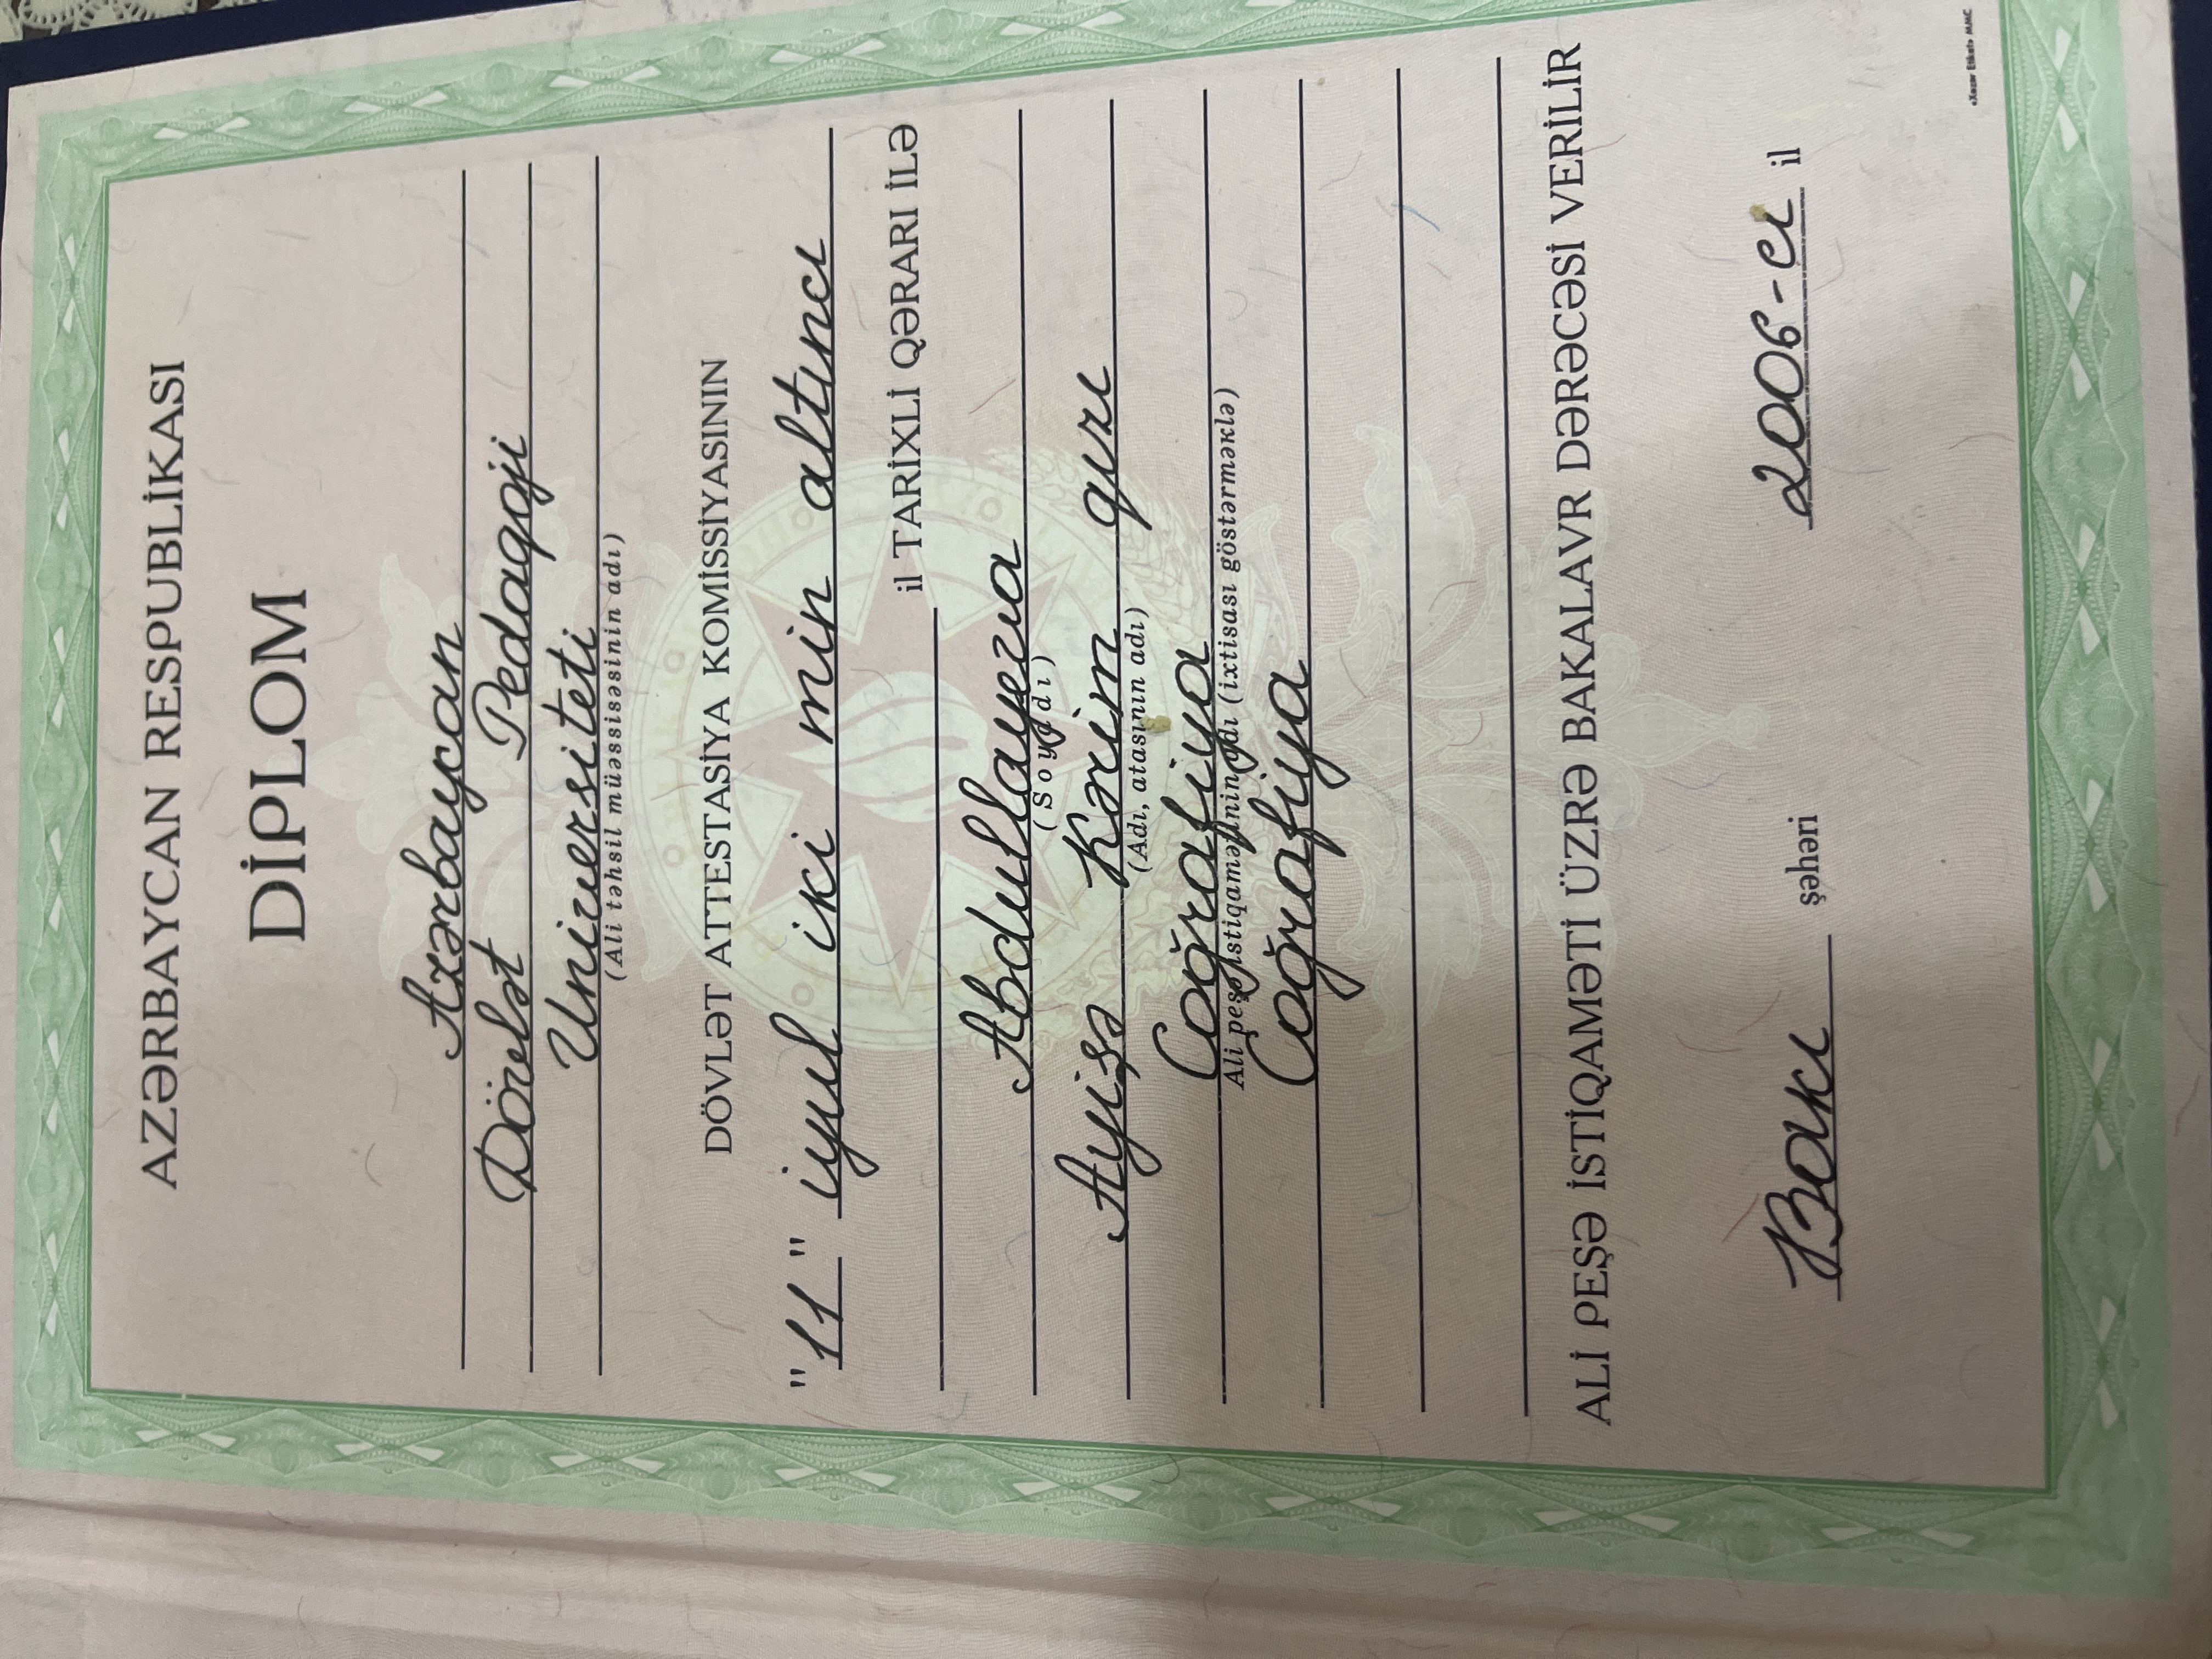 AZƏRBAYCAN RESPUBLİKASI
DİPLOM
Azərbaycan
Dövlət Pedaqoji
Universiteti
(Ali təhsil müəssisəsinin adı)
DÖVLƏT ATTESTASİYA KOMİSSİYASININ
"11" iyul iki min altıncı
il TARİXLİ QƏRARI İLƏ
Abdullayeva
(Soyadı)
Ayişə Kərim qızı
(Adı, atasının adı)
Coğrafiya
Ali peşə istiqamətinin adı (ixtisası göstərməklə)
Coğrafiya
ALİ PEŞƏ İSTİQAMƏTİ ÜZRƏ BAKALAVR DƏRƏCƏSİ VERİLİR
Bakı şəhəri 2006-cı il
«Xəzər Etiket» MMC